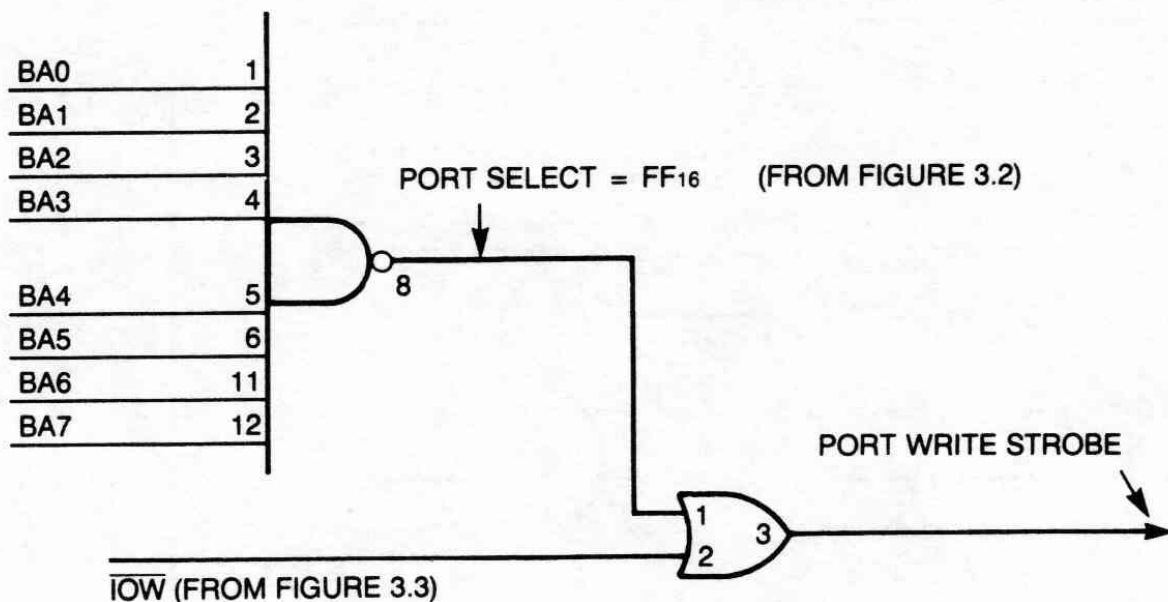 BA0 1
BA1 2
BA2 3
BA3 4
PORT SELECT = FF16 (FROM FIGURE 3.2)
8
BA4 5
BA5 6
BA6 11
BA7 12
PORT WRITE STROBE
1
2
3
IOW (FROM FIGURE 3.3)